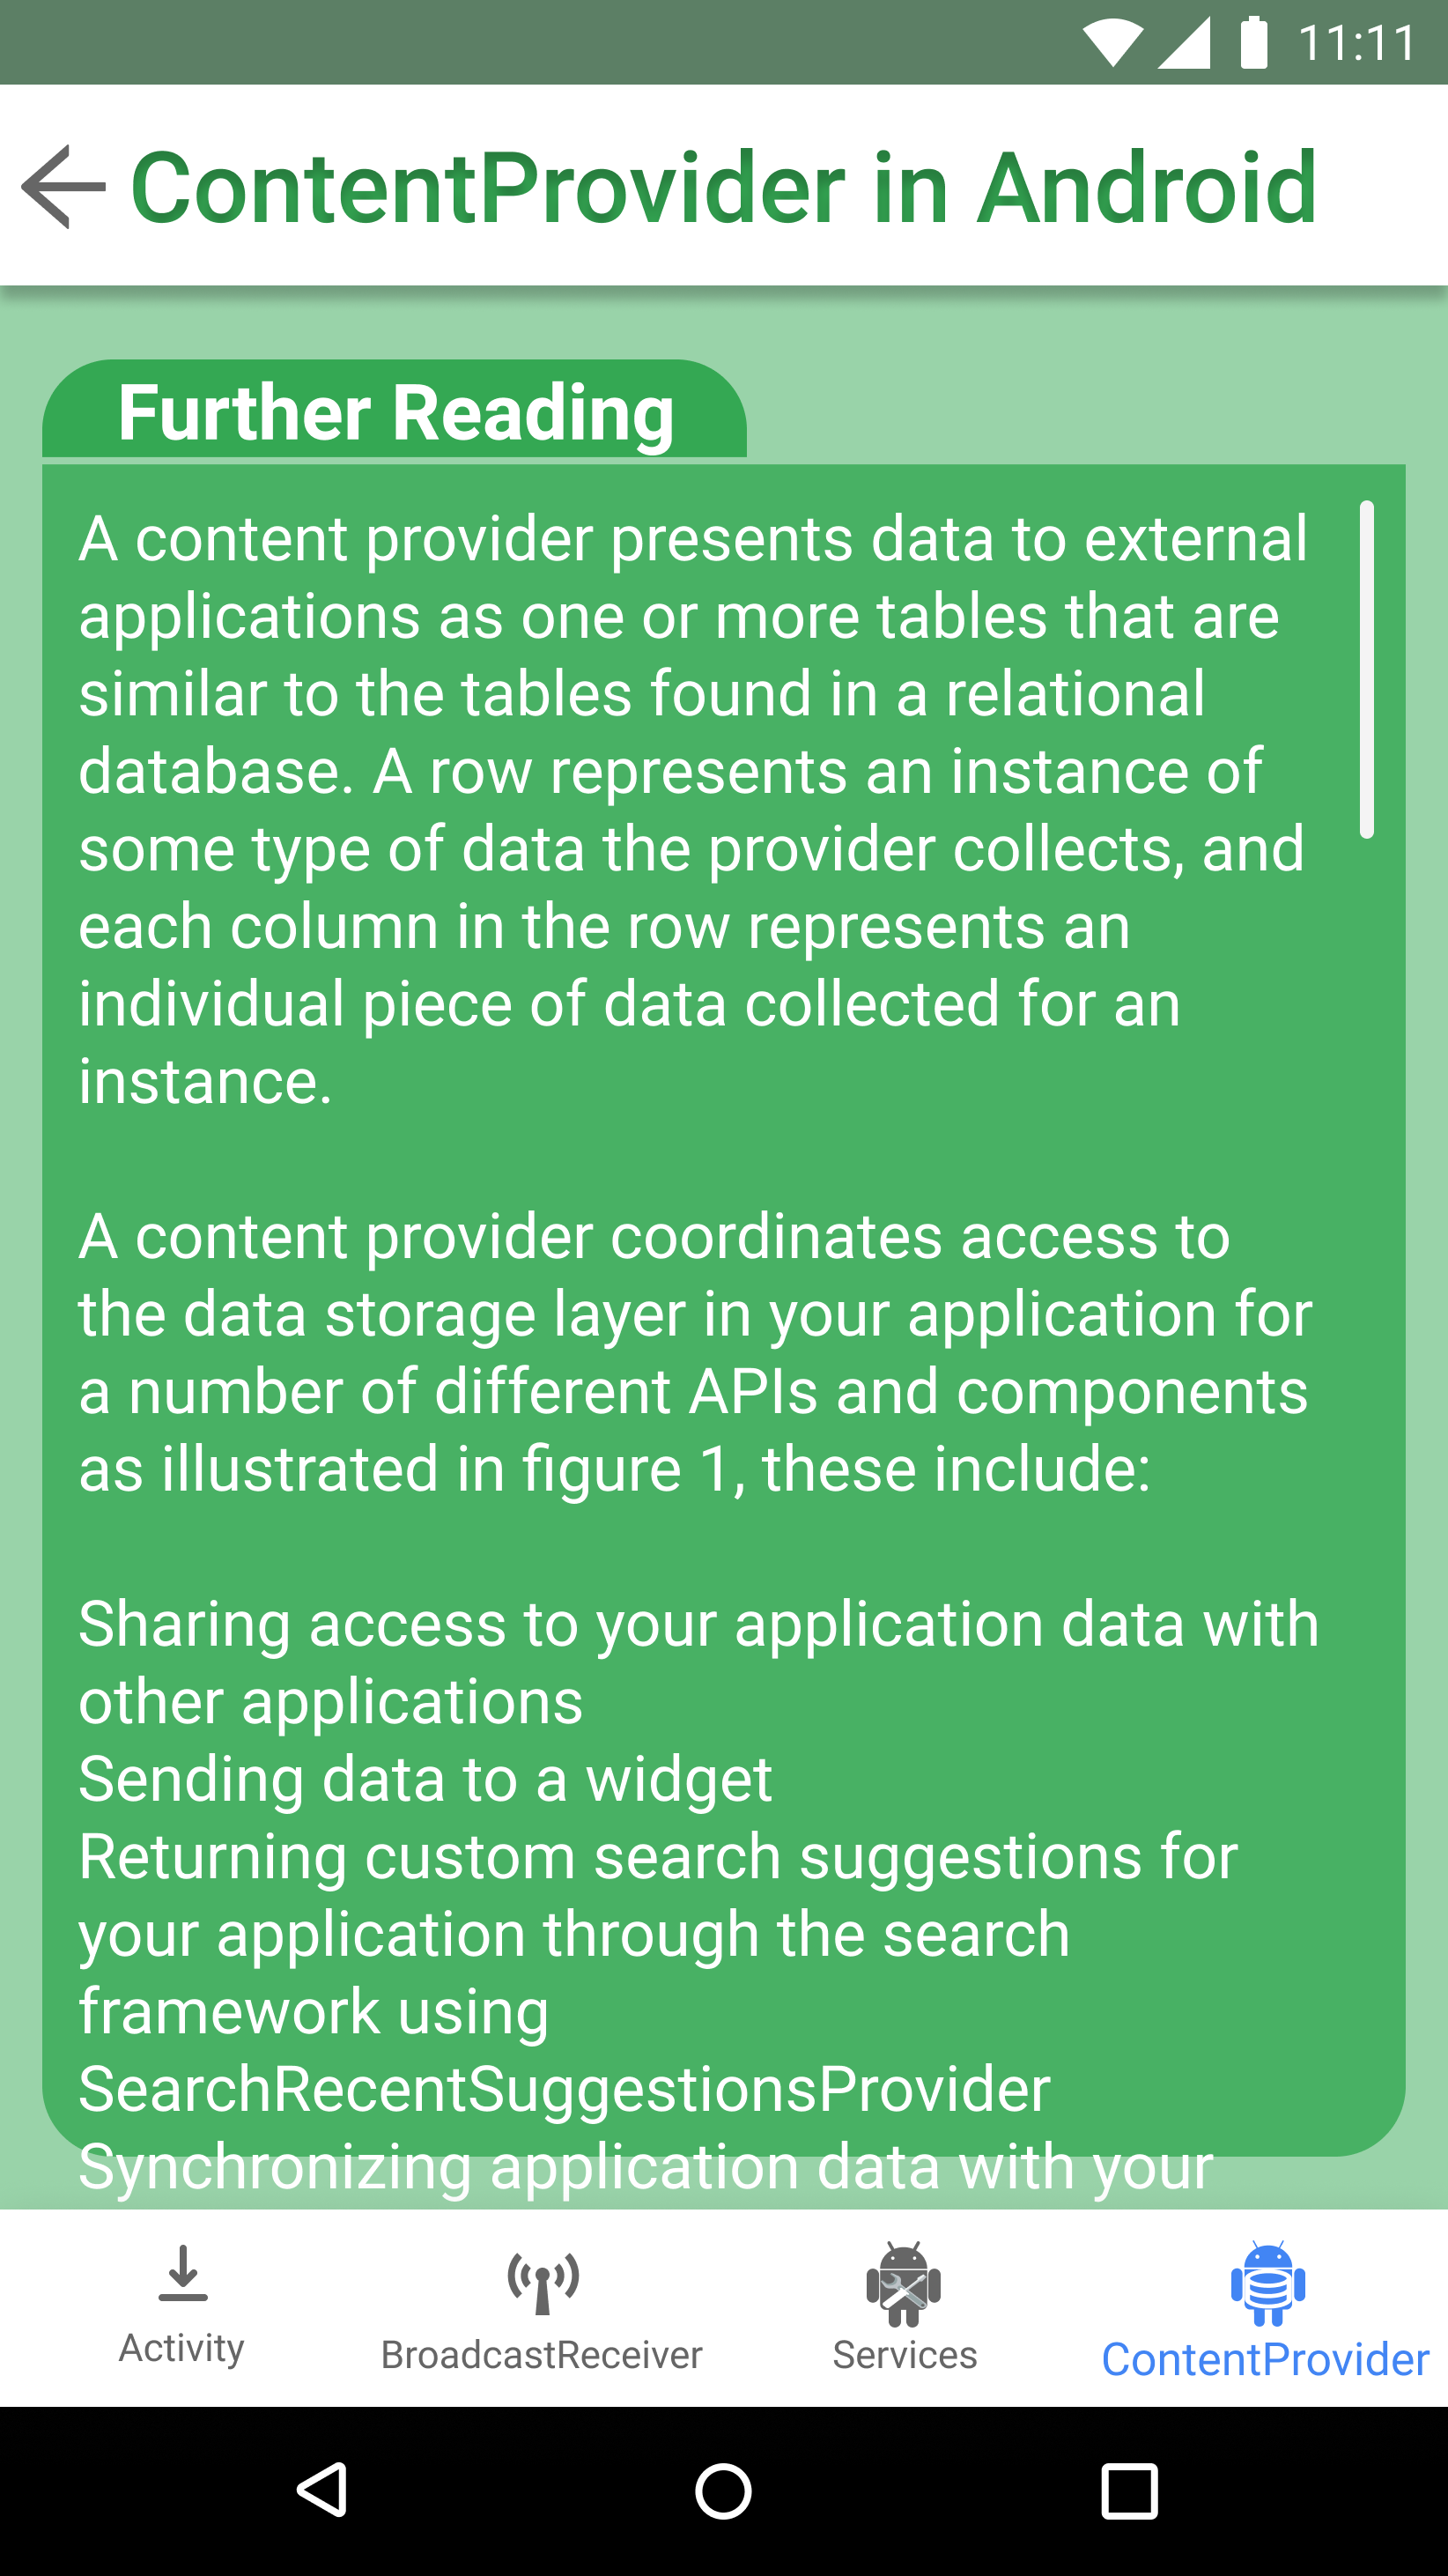 11:11
ContentProvider in Android
Further Reading
A content provider presents data to external
applications as one or more tables that are
similar to the tables found in a relational
database. A row represents an instance of
some type of data the provider collects, and
each column in the row represents an
individual piece of data collected for an
instance.
A content provider coordinates access to
the data storage layer in your application for
a number of different APIs and components
as illustrated in figure 1, these include:
Sharing access to your application data with
other applications
Sending data to a widget
Returning custom search suggestions for
your application through the search
framework using
SearchRecentSuggestionsProvider
Synchronizing application data with your
Activity
BroadcastReceiver
Services
ContentProvider